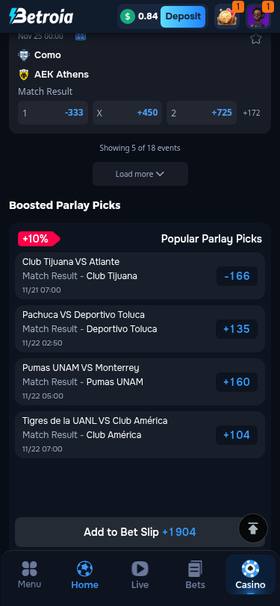 Betroia
$ 0.84 Deposit
1
1
Nov 25 00:00
Como
AEK Athens
Match Result
1 -333 X +450 2 +725 +172
Showing 5 of 18 events
Load more
Boosted Parlay Picks
+10% Popular Parlay Picks
Club Tijuana VS Atlante
Match Result - Club Tijuana -166
11/21 07:00
Pachuca VS Deportivo Toluca
Match Result - Deportivo Toluca +135
11/22 02:50
Pumas UNAM VS Monterrey
Match Result - Pumas UNAM +160
11/22 05:00
Tigres de la UANL VS Club América
Match Result - Club América +104
11/22 07:00
Add to Bet Slip +1904
Menu Home Live Bets Casino